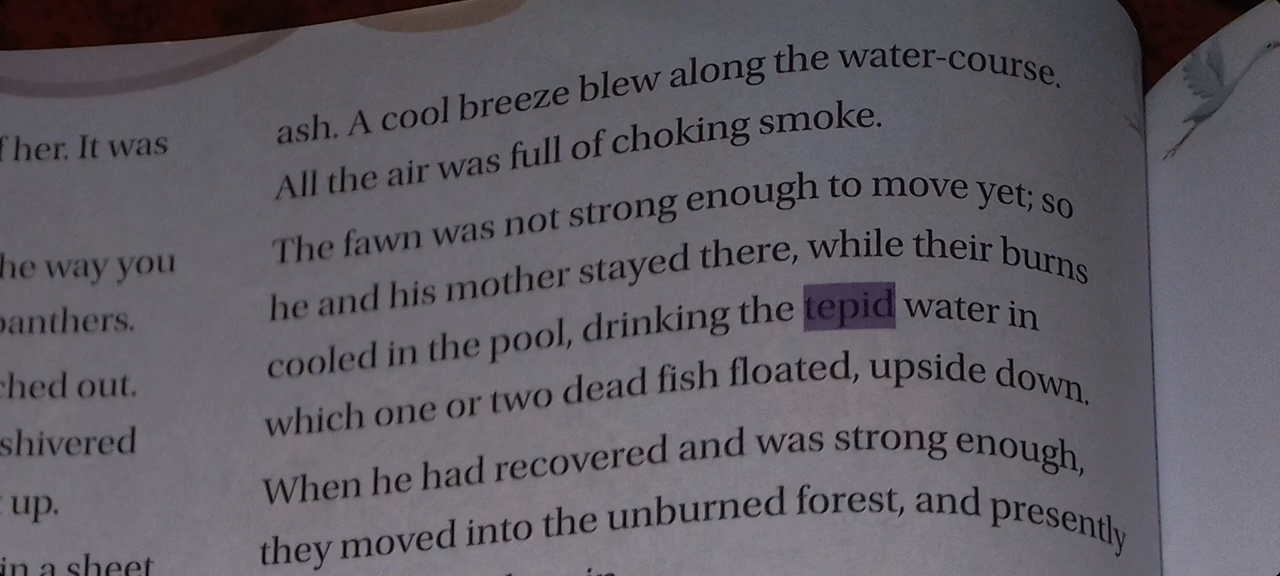 her. It was
he way you
panthers.
ched out.
shivered
up.
in a sheet
ash. A cool breeze blew along the water-course.
All the air was full of choking smoke.
The fawn was not strong enough to move yet; so
he and his mother stayed there, while their burns
cooled in the pool, drinking the tepid water in
which one or two dead fish floated, upside down.
When he had recovered and was strong enough,
they moved into the unburned forest, and presently